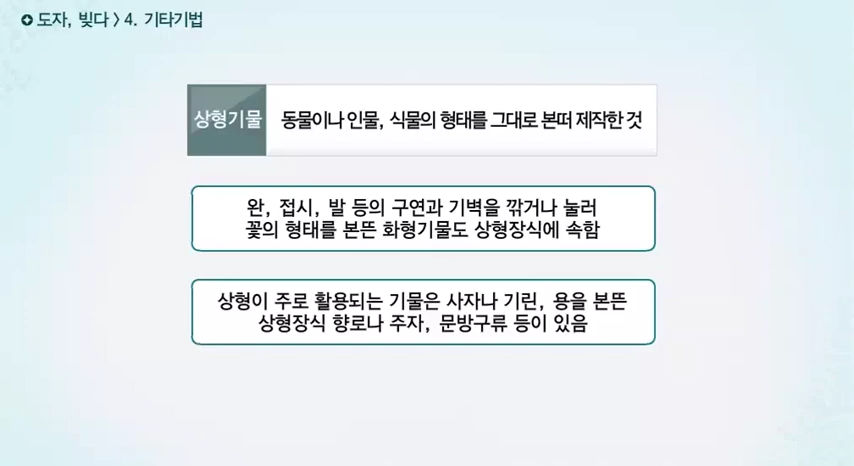 도자, 빚다 > 4. 기타기법
상형기물
동물이나 인물, 식물의 형태를 그대로 본떠 제작한 것
완, 접시, 발 등의 구연과 기벽을 깎거나 눌러
꽃의 형태를 본뜬 화형기물도 상형장식에 속함
상형이 주로 활용되는 기물은 사자나 기린, 용을 본뜬
상형장식 향로나 주자, 문방구류 등이 있음